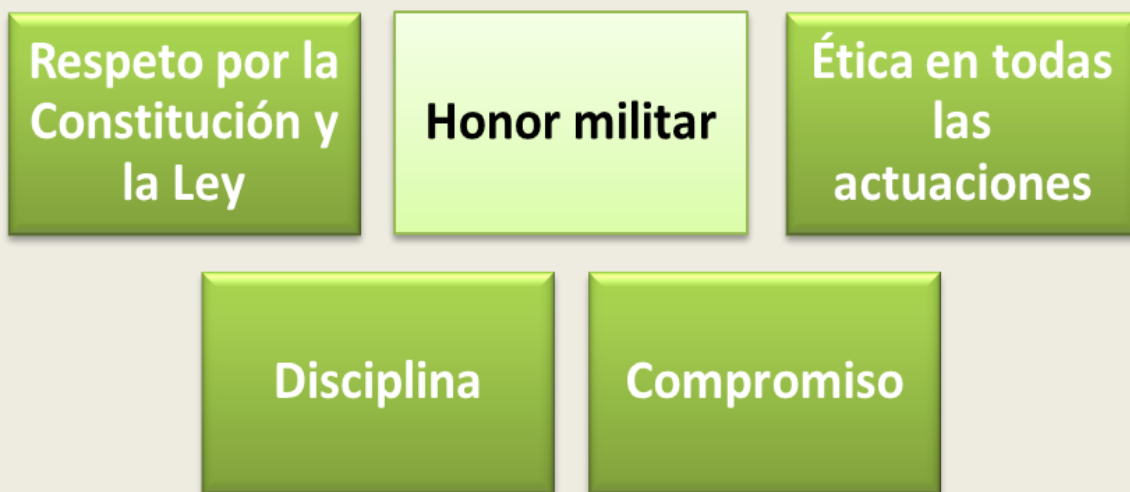 Respeto por la
Constitución y
la Ley
Honor militar
Ética en todas
las
actuaciones
Disciplina
Compromiso